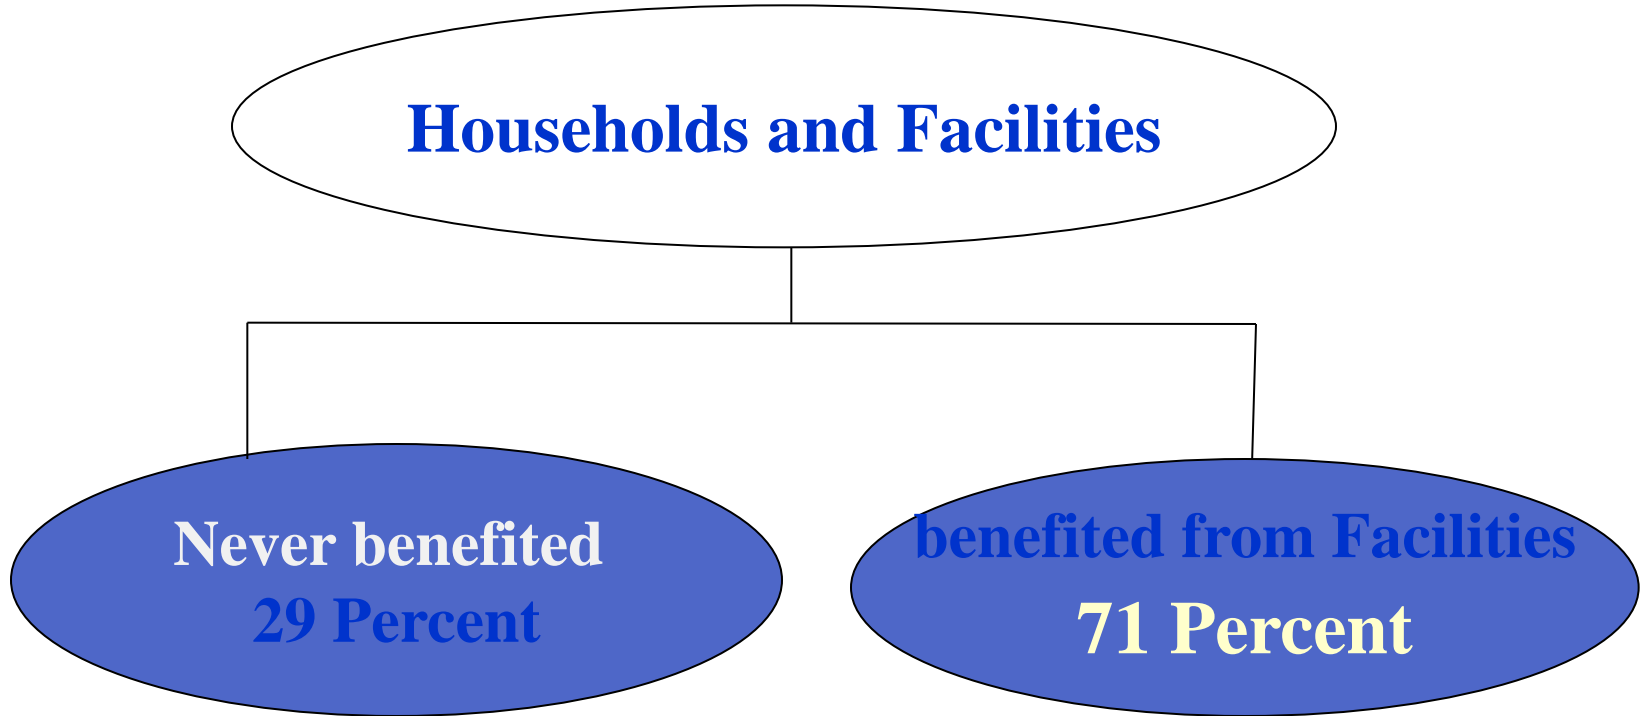 Households and Facilities
Never benefited
29 Percent
benefited from Facilities
71 Percent